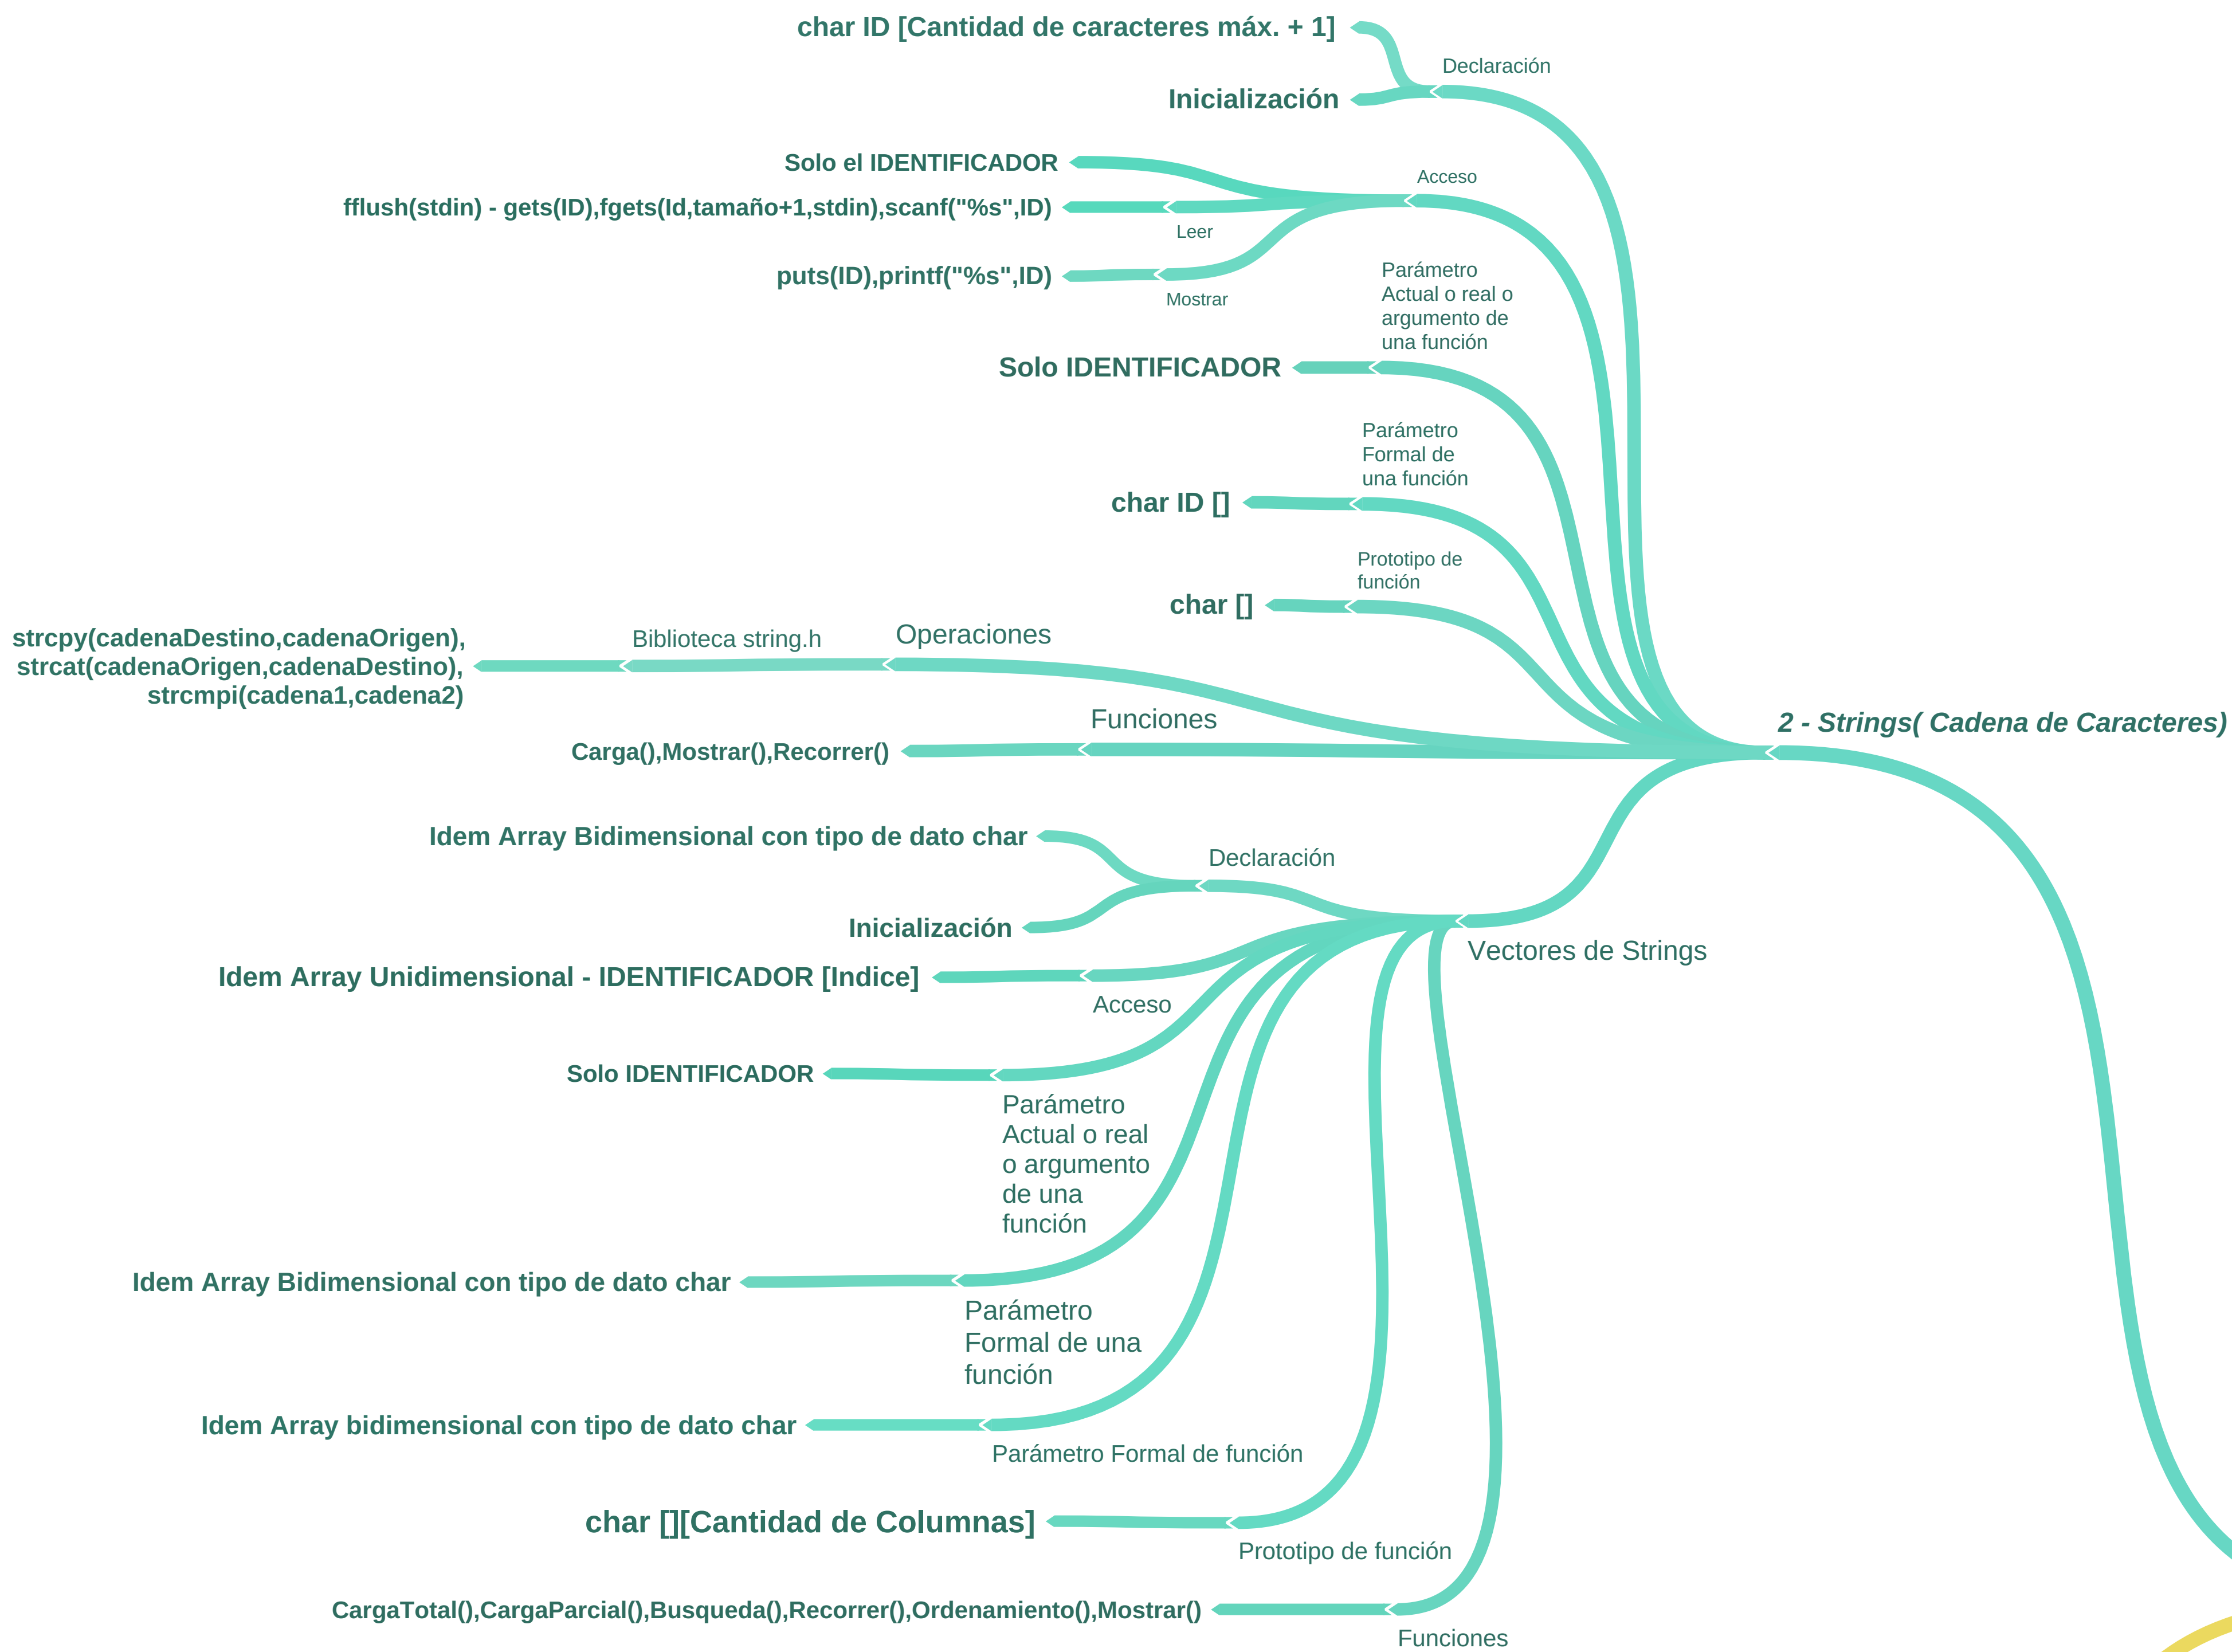 char ID [Cantidad de caracteres máx. + 1]
Declaración
Inicialización
Solo el IDENTIFICADOR
Acceso
fflush(stdin) - gets(ID),fgets(Id,tamaño+1,stdin),scanf("%s",ID)
Leer
puts(ID),printf("%s",ID)
Mostrar
Parámetro
Actual o real o
argumento de
una función
Solo IDENTIFICADOR
Parámetro
Formal de
una función
char ID []
Prototipo de
función
char []
Operaciones
Biblioteca string.h
strcpy(cadenaDestino,cadenaOrigen),
strcat(cadenaOrigen,cadenaDestino),
strcmpi(cadena1,cadena2)
Funciones
Carga(),Mostrar(),Recorrer()
2 - Strings( Cadena de Caracteres)
Idem Array Bidimensional con tipo de dato char
Declaración
Inicialización
Vectores de Strings
Idem Array Unidimensional - IDENTIFICADOR [Indice]
Acceso
Solo IDENTIFICADOR
Parámetro
Actual o real
o argumento
de una
función
Idem Array Bidimensional con tipo de dato char
Parámetro
Formal de una
función
Idem Array bidimensional con tipo de dato char
Parámetro Formal de función
char [][Cantidad de Columnas]
Prototipo de función
CargaTotal(),CargaParcial(),Busqueda(),Recorrer(),Ordenamiento(),Mostrar()
Funciones